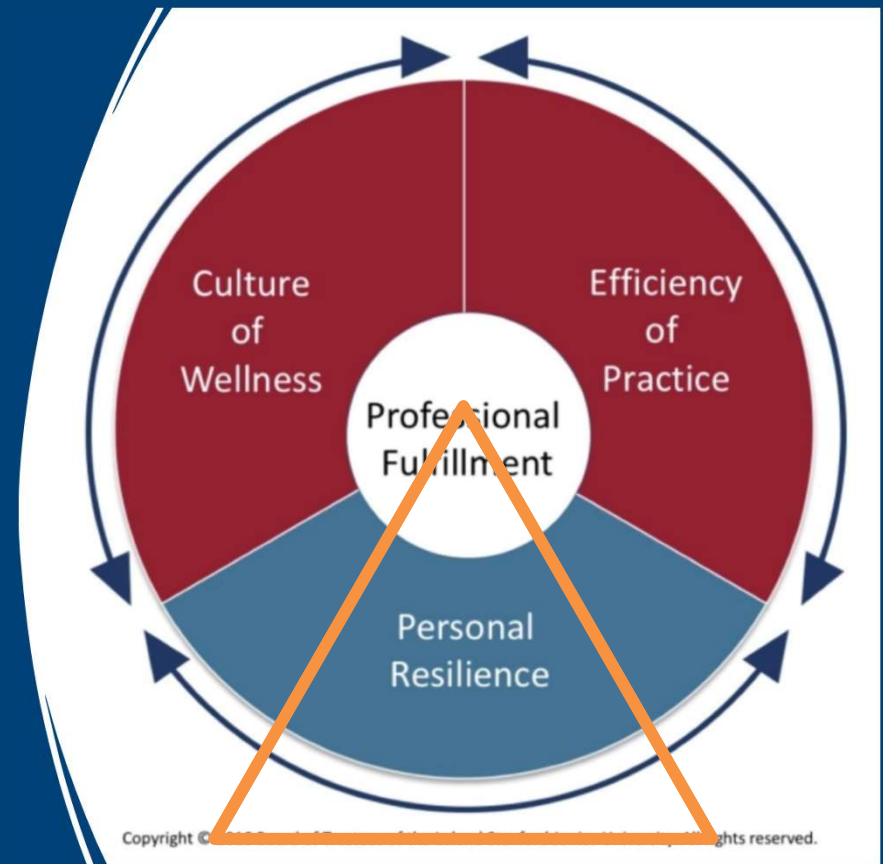 Culture
of
Wellness
Efficiency
of
Practice
Professional
Fulfillment
Personal
Resilience
Copyright © reserved.